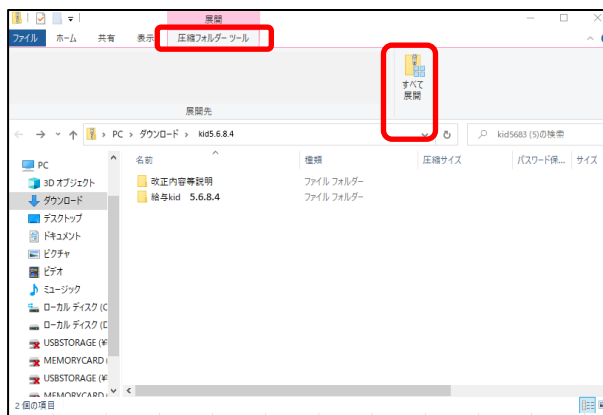 展開
ファイル ホーム 共有 表示 圧縮フォルダー ツール
すべて
展開
展開先
PC › ダウンロード › kid5.6.8.4
kid5683 (5)の検索
名前 種類 圧縮サイズ パスワード保... サイズ
改正内容等説明 ファイル フォルダー
給与kid 5.6.8.4 ファイル フォルダー
PC
3D オブジェクト
ダウンロード
デスクトップ
ドキュメント
ピクチャ
ビデオ
ミュージック
ローカル ディスク (C
ローカル ディスク (D
USBSTORAGE (¥
MEMORYCARD
USBSTORAGE (¥
MEMORYCARD
2 個の項目